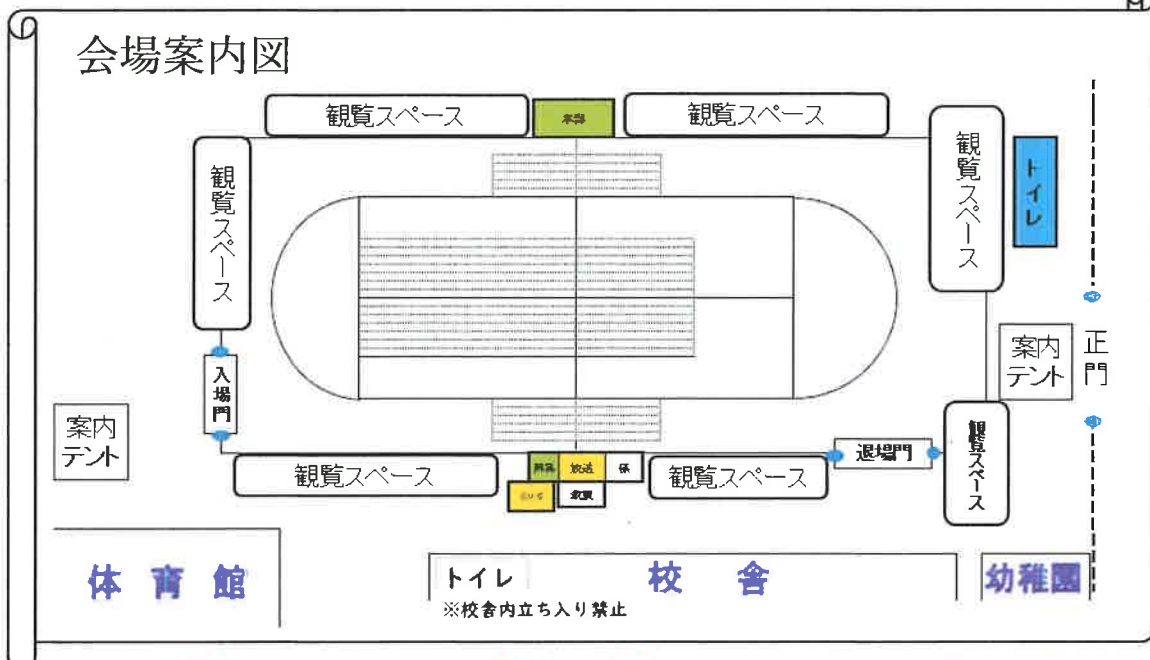 会場案内図
観覧スペース
本部
観覧スペース
観覧スペース
観覧スペース
トイレ
案内
テント
正門
入場門
案内
テント
観覧スペース
放送
係
救護
観覧スペース
退場門
観覧スペース
体育館
トイレ
※校舎内立ち入り禁止
校舎
幼稚園